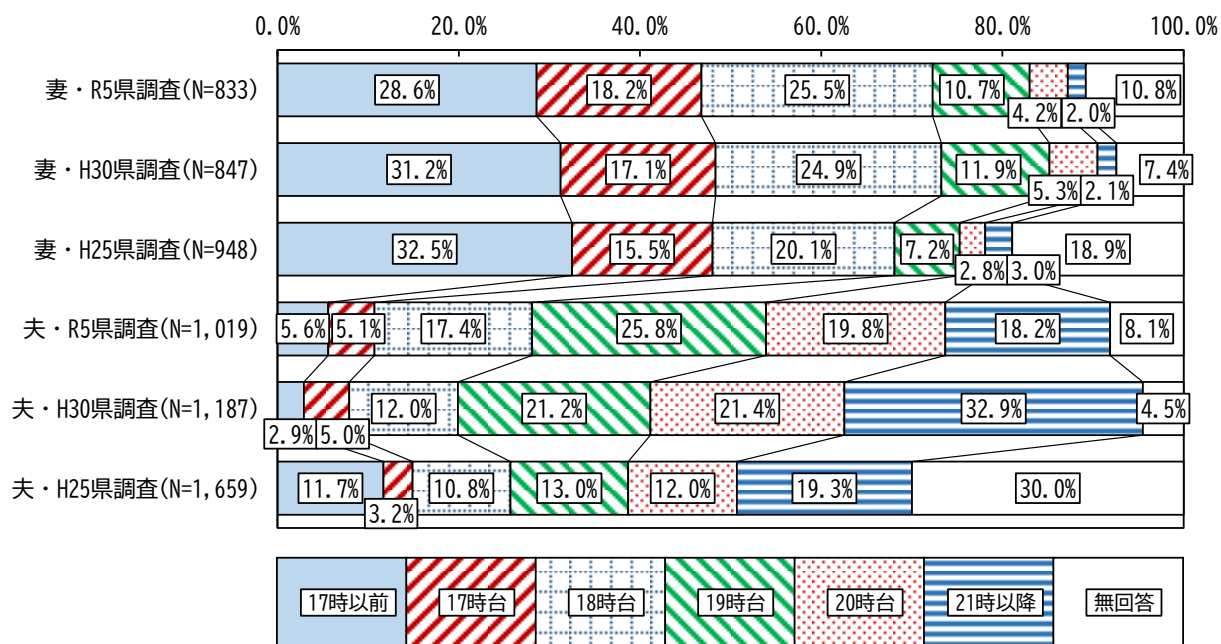 0.0% 20.0% 40.0% 60.0% 80.0% 100.0%
妻・R5県調査(N=833) 28.6% 18.2% 25.5% 10.7% 4.2% 2.0% 10.8%
妻・H30県調査(N=847) 31.2% 17.1% 24.9% 11.9% 5.3% 2.1% 7.4%
妻・H25県調査(N=948) 32.5% 15.5% 20.1% 7.2% 2.8% 3.0% 18.9%
夫・R5県調査(N=1,019) 5.6% 5.1% 17.4% 25.8% 19.8% 18.2% 8.1%
夫・H30県調査(N=1,187) 2.9% 5.0% 12.0% 21.2% 21.4% 32.9% 4.5%
夫・H25県調査(N=1,659) 11.7% 3.2% 10.8% 13.0% 12.0% 19.3% 30.0%
17時以前 17時台 18時台 19時台 20時台 21時以降 無回答